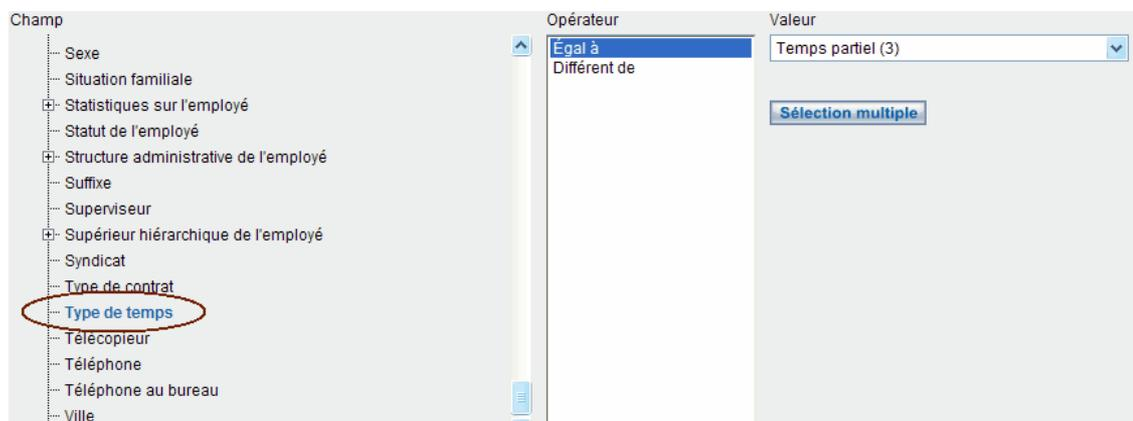 Champ
Sexe
Situation familiale
Statistiques sur l'employé
Statut de l'employé
Structure administrative de l'employé
Suffixe
Superviseur
Supérieur hiérarchique de l'employé
Syndicat
Type de contrat
Type de temps
Télécopieur
Téléphone
Téléphone au bureau
Ville
Opérateur
Égal à
Différent de
Valeur
Temps partiel (3)
Sélection multiple